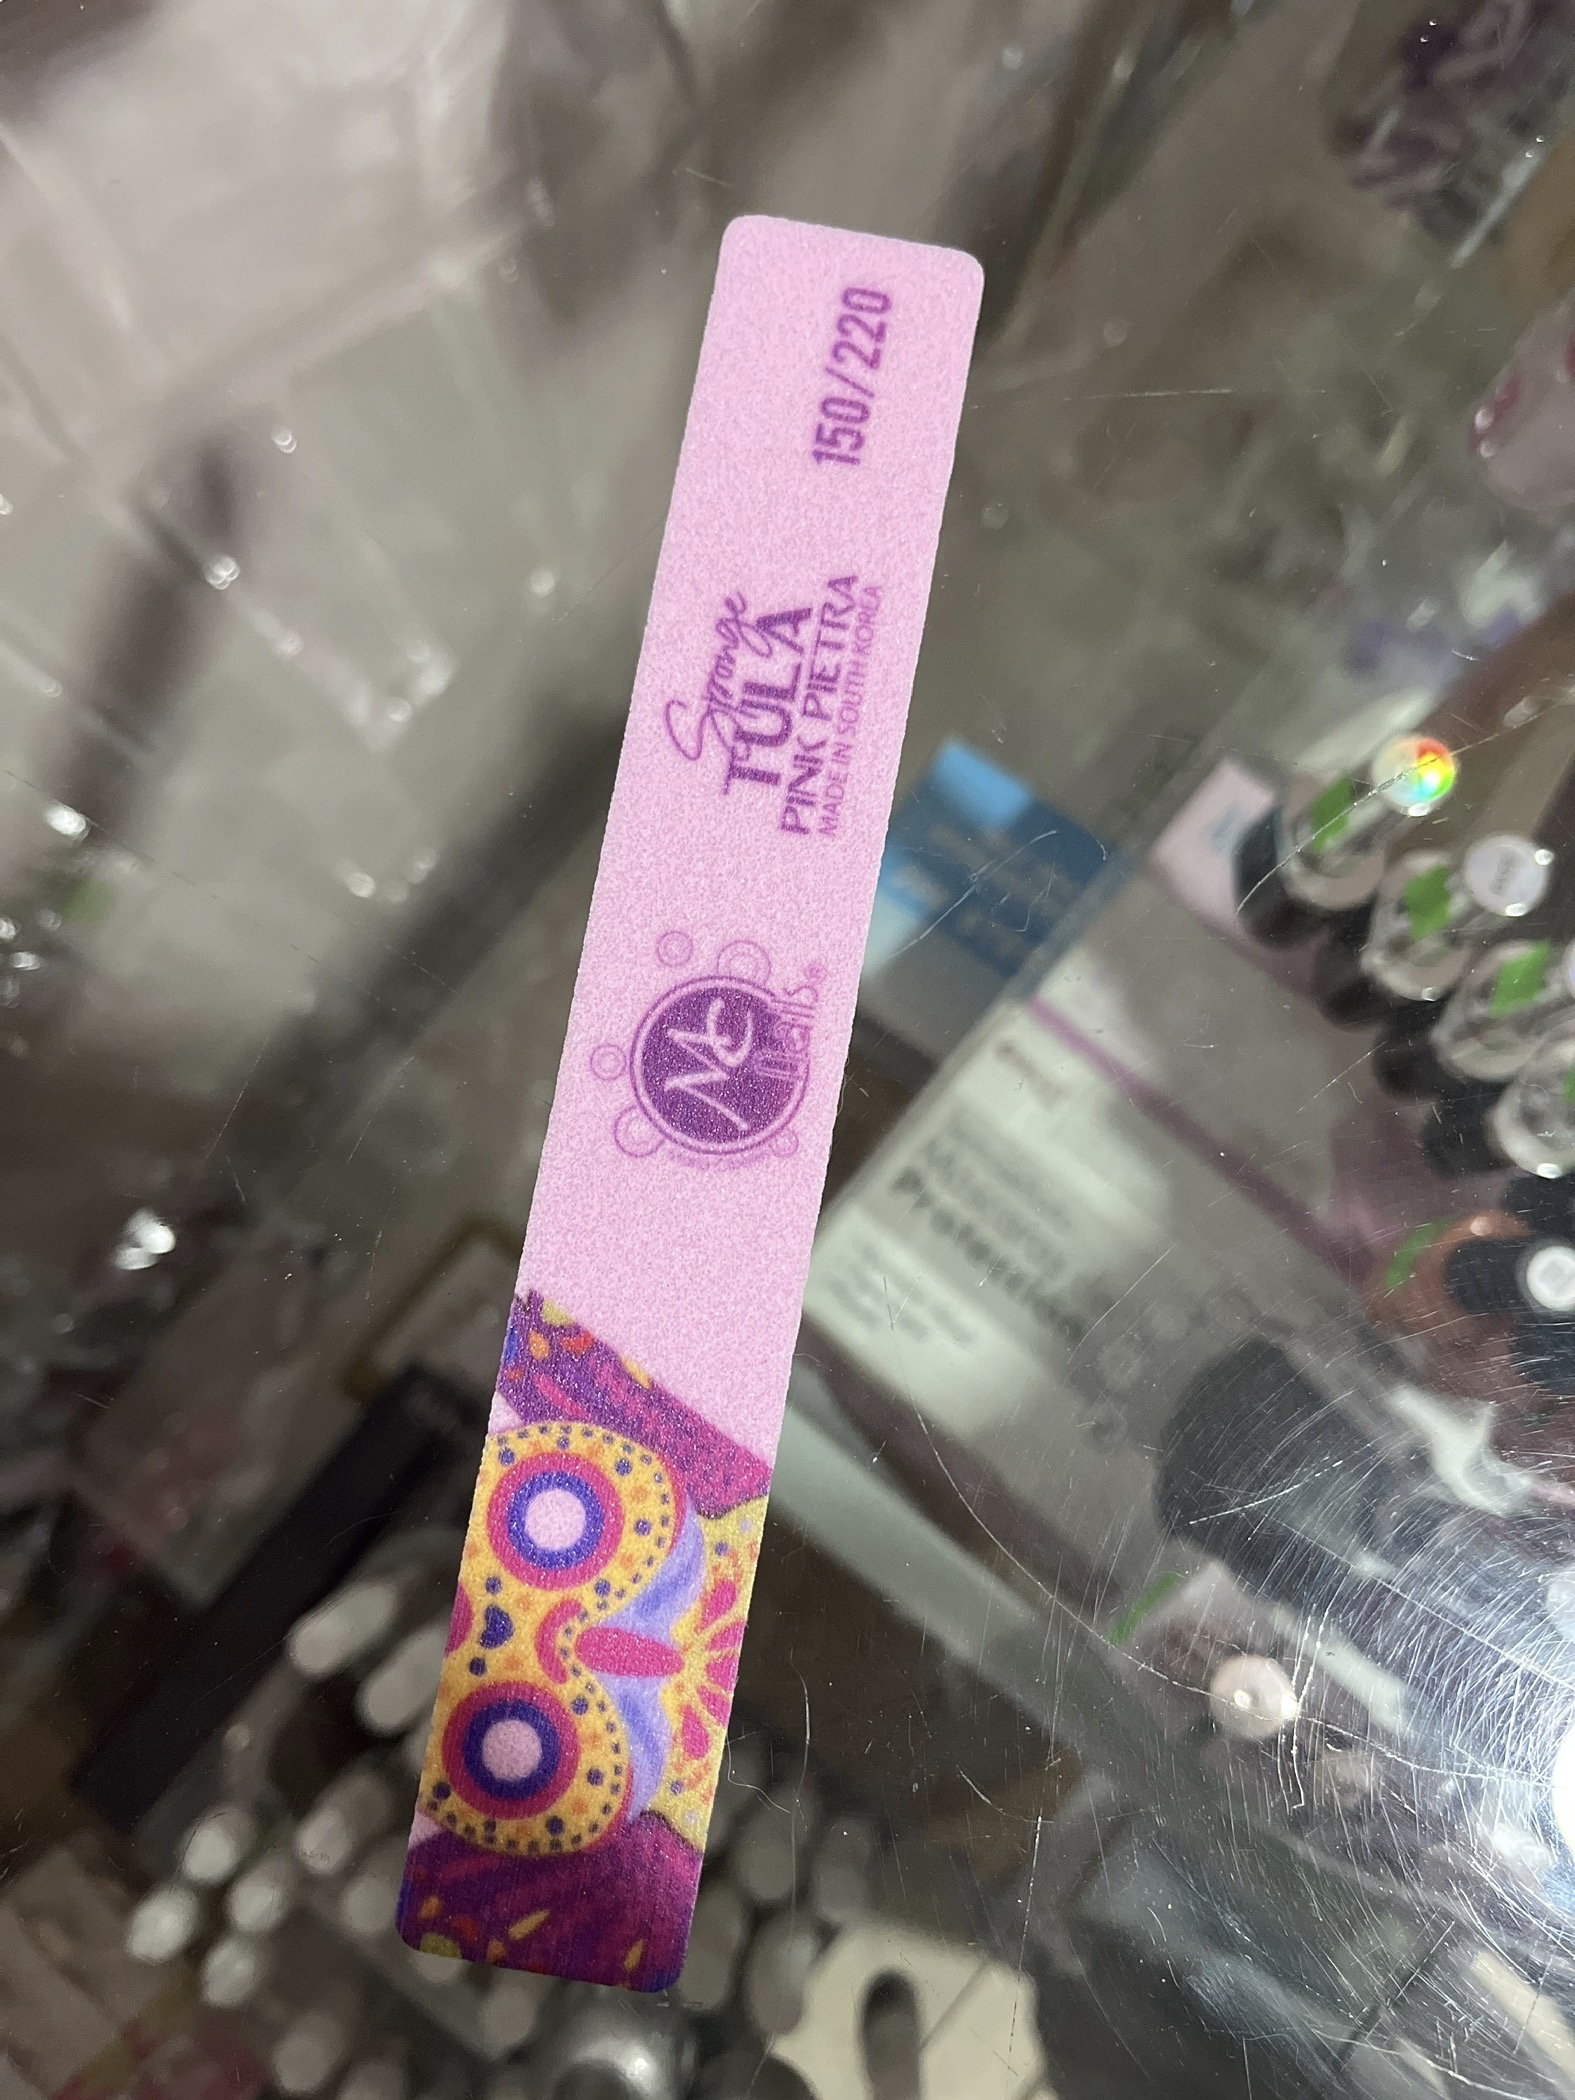 MC
nails®
Sponge
TULA
PINK PIETRA
MADE IN SOUTH KOREA
150/220